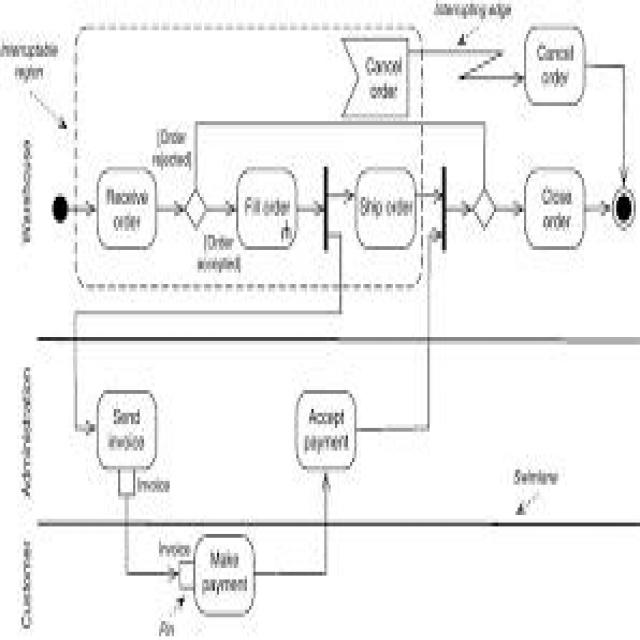 Interrupting edge
Interruptable
region
Cancel
order
Cancel
order
[Order
rejected]
Warehouse
Receive
order
Fill order
Ship order
Close
order
[Order
accepted]
Administration
Send
invoice
Accept
payment
Invoice
Swimlane
Customer
Invoice
Make
payment
Pin